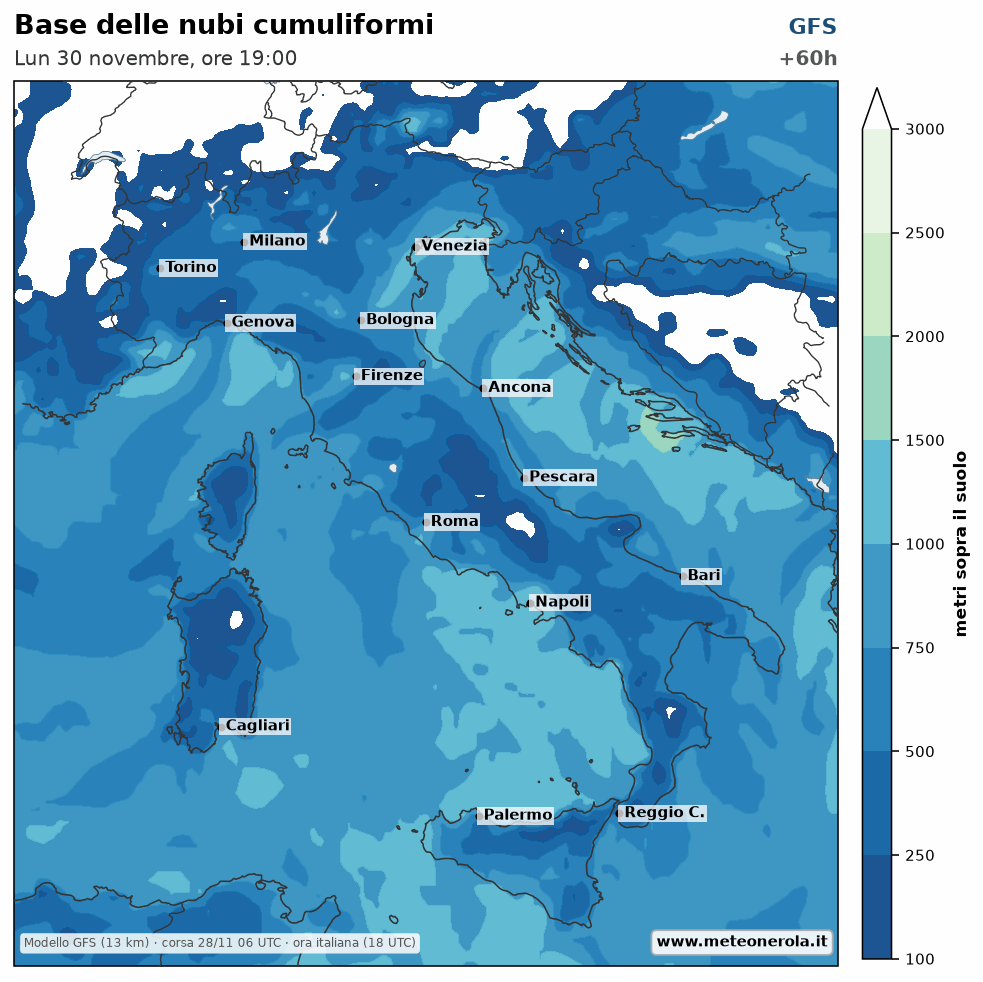 Base delle nubi cumuliformi
GFS
Lun 30 novembre, ore 19:00
+60h
Milano
Venezia
Torino
Genova
Bologna
Firenze
Ancona
Pescara
Roma
Bari
Napoli
Cagliari
Palermo
Reggio C.
3000
2500
2000
1500
1000
750
500
250
100
metri sopra il suolo
Modello GFS (13 km) · corsa 28/11 06 UTC · ora italiana (18 UTC)
www.meteonerola.it